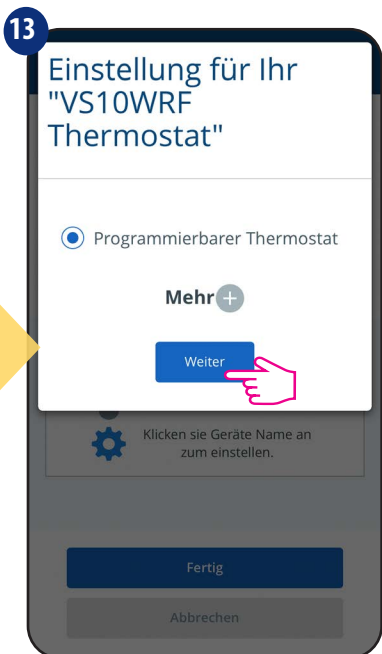 13
Einstellung für Ihr
"VS10WRF
Thermostat"
Programmierbarer Thermostat
Mehr +
Weiter
Klicken sie Geräte Name an
zum einstellen.
Fertig
Abbrechen